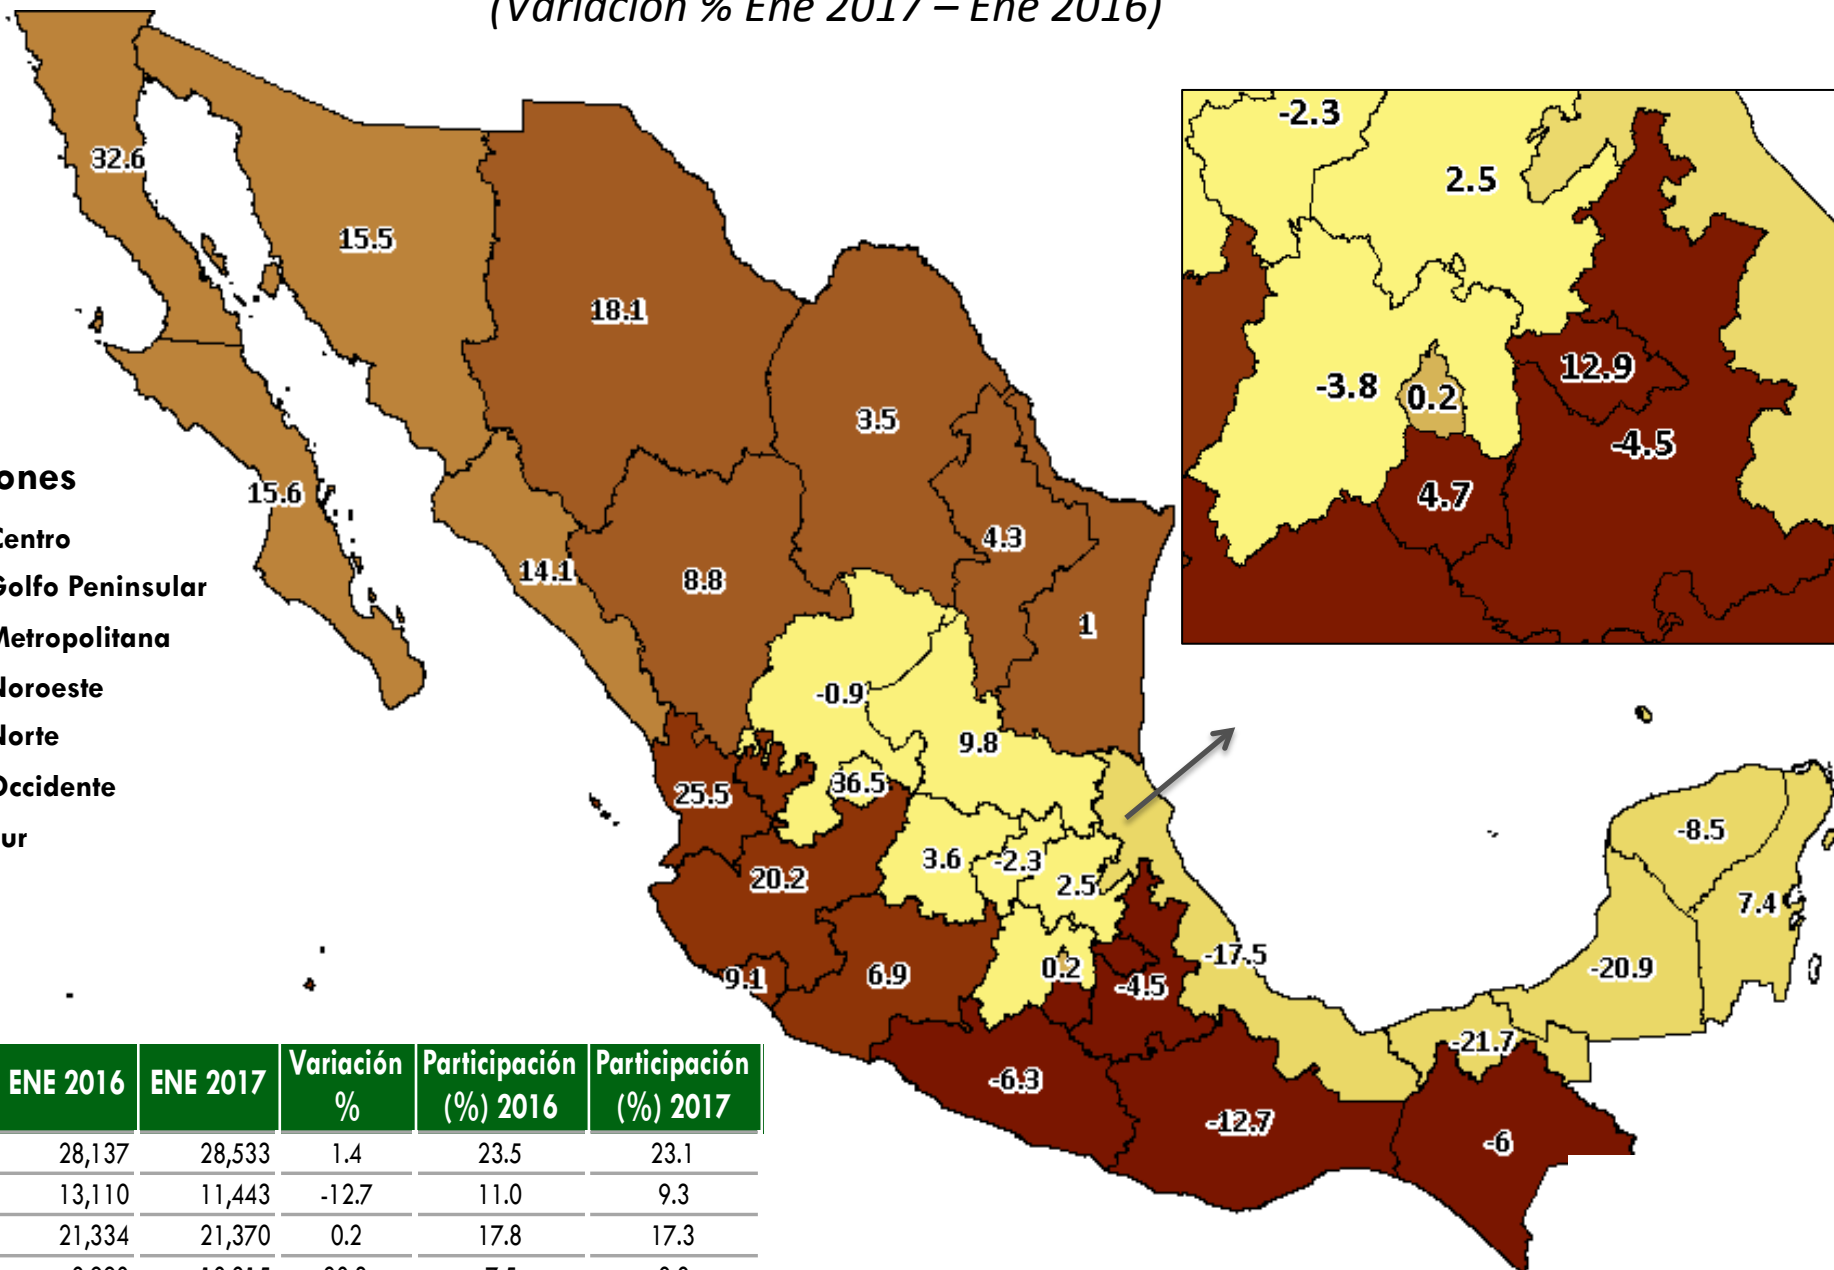 (Variación % Ene 2017 – Ene 2016)
-2.3
2.5
-3.8
0.2
12.9
-4.5
4.7
32.6
15.5
18.1
3.5
15.6
4.3
14.1
8.8
1
-0.9
9.8
25.5
36.5
20.2
3.6
-2.3
2.5
9.1
6.9
0.2
-4.5
-17.5
-8.5
7.4
-20.9
-21.7
-6.3
-12.7
-6
ones
Centro
Golfo Peninsular
Metropolitana
Noroeste
Norte
Occidente
ur
ENE 2016 ENE 2017 Variación % Participación (%) 2016 Participación (%) 2017
28,137 28,533 1.4 23.5 23.1
13,110 11,443 -12.7 11.0 9.3
21,334 21,370 0.2 17.8 17.3